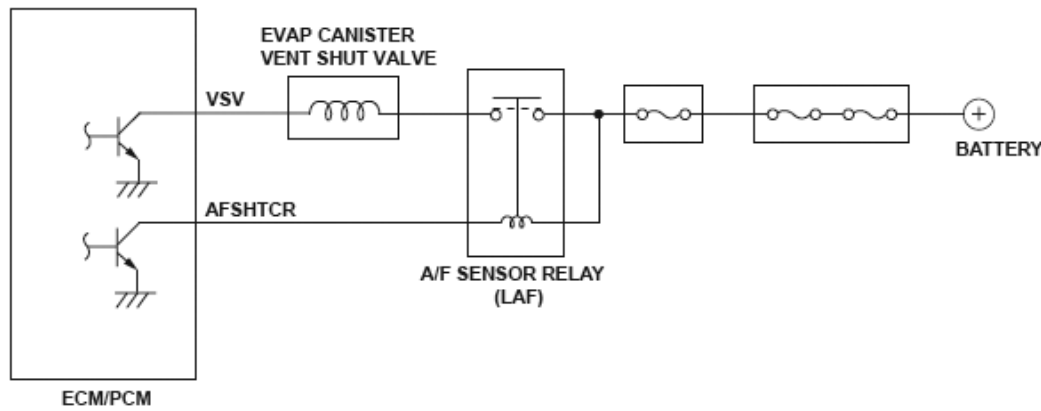 EVAP CANISTER
VENT SHUT VALVE
VSV
BATTERY
AFSHTCR
A/F SENSOR RELAY
(LAF)
ECM/PCM